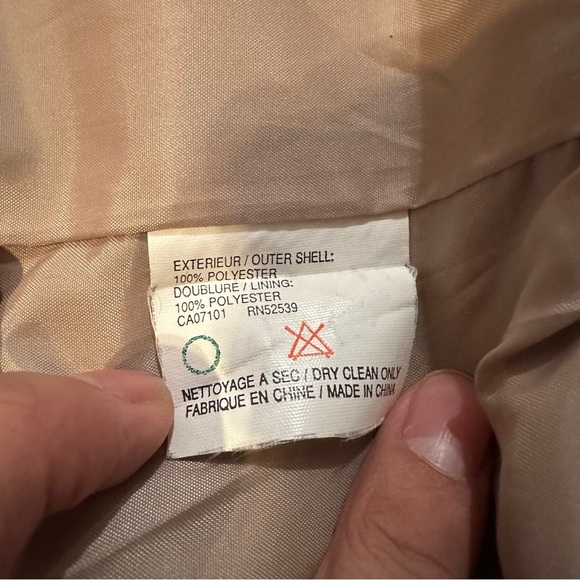 EXTERIEUR / OUTER SHELL:
100% POLYESTER
DOUBLURE / LINING:
100% POLYESTER
CA07101 RN52539
NETTOYAGE A SEC / DRY CLEAN ONLY
FABRIQUE EN CHINE / MADE IN CHINA